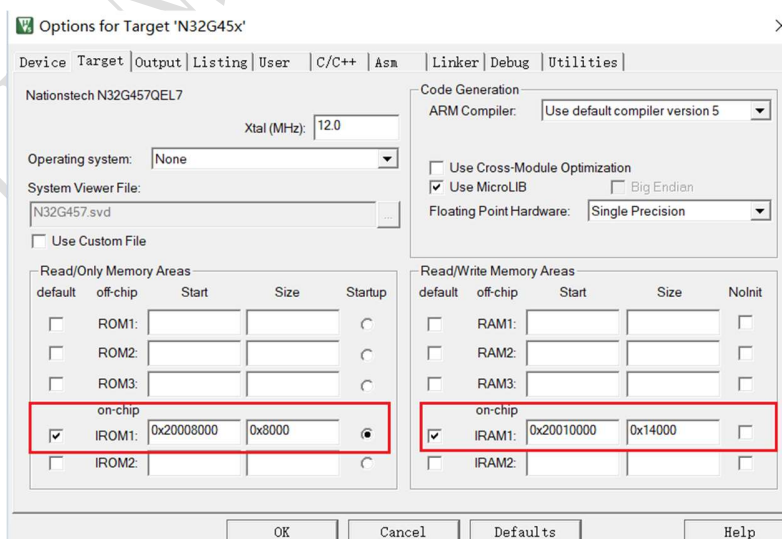 Options for Target 'N32G45x'
Device Target Output Listing User C/C++ Asm Linker Debug Utilities
Nationstech N32G457QEL7
Xtal (MHz): 12.0
Operating system: None
System Viewer File:
N32G457.svd ...
Use Custom File
Code Generation
ARM Compiler: Use default compiler version 5
Use Cross-Module Optimization
Use MicroLIB Big Endian
Floating Point Hardware: Single Precision
Read/Only Memory Areas
default off-chip Start Size Startup
ROM1:
ROM2:
ROM3:
on-chip
IROM1: 0x20008000 0x8000
IROM2:
Read/Write Memory Areas
default off-chip Start Size NoInit
RAM1:
RAM2:
RAM3:
on-chip
IRAM1: 0x20010000 0x14000
IRAM2:
OK Cancel Defaults Help